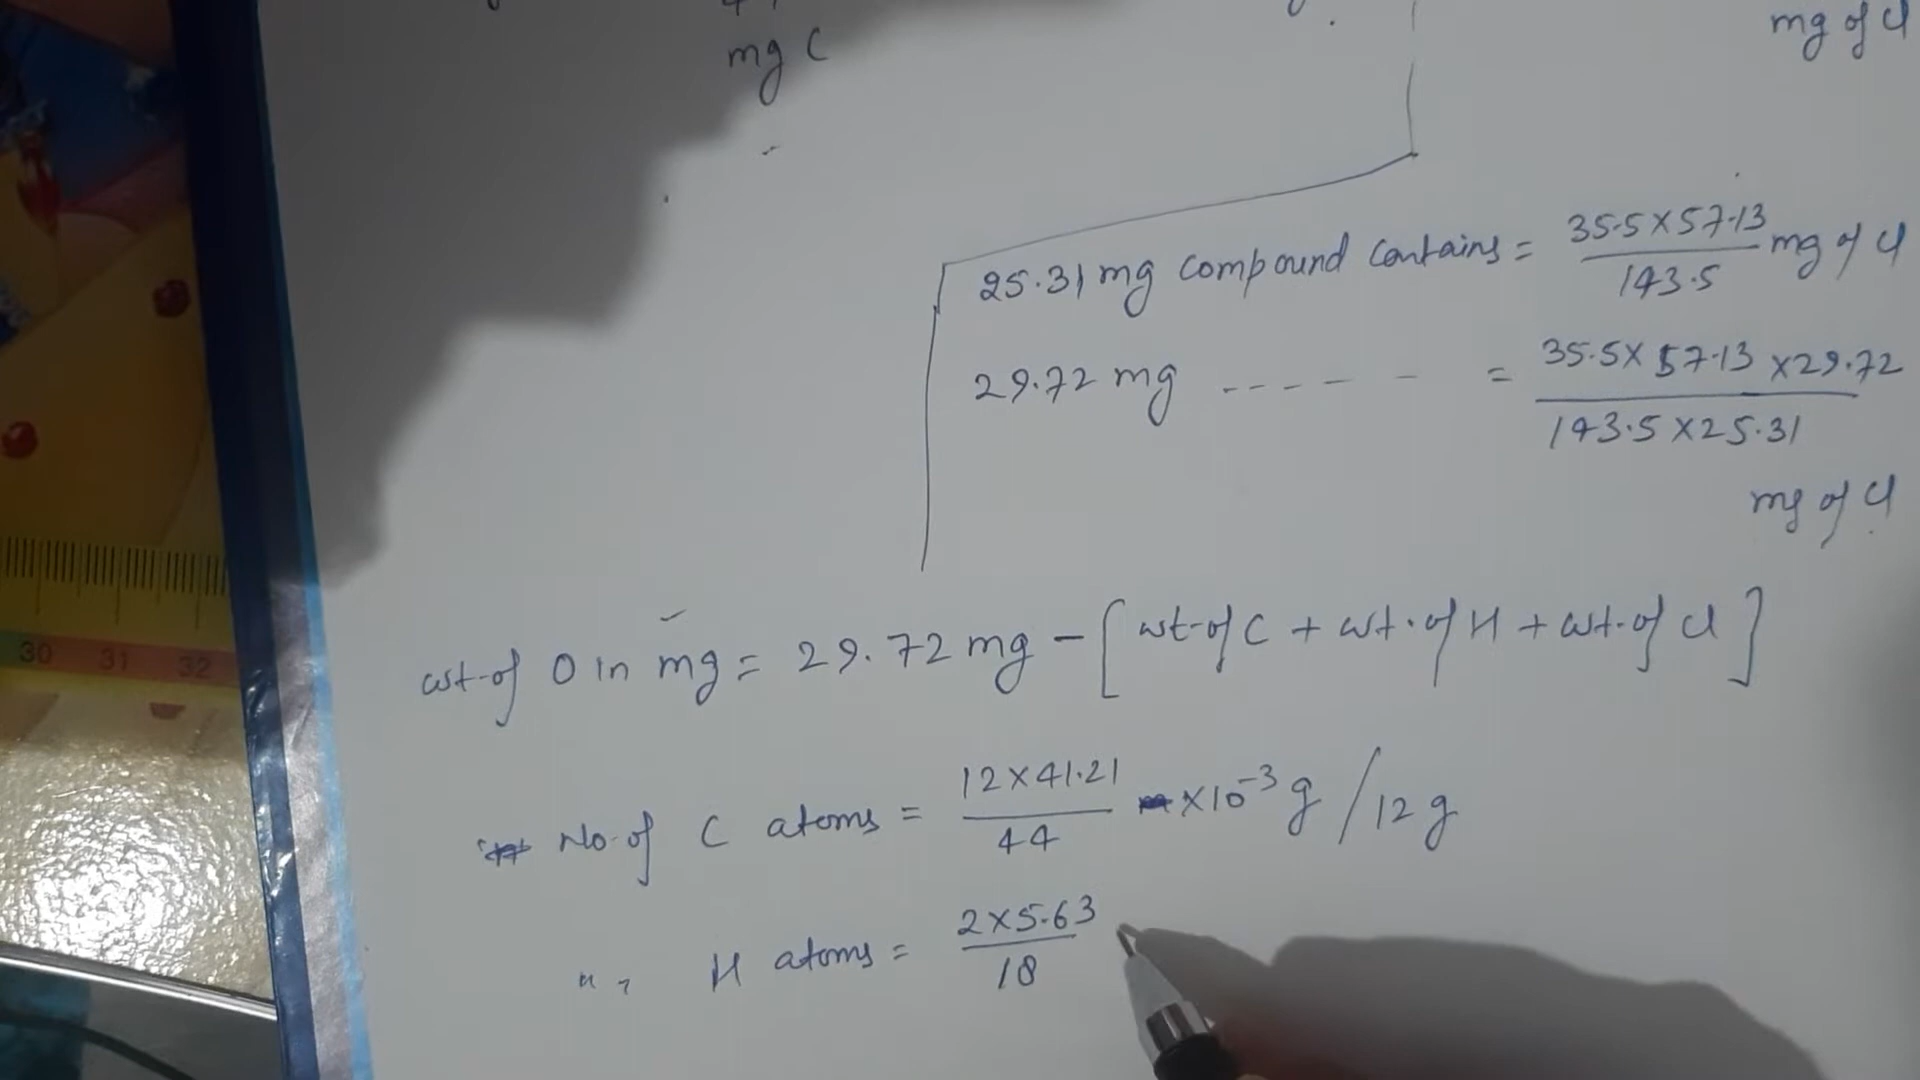 mg C
mg of Cl
25.31 mg compound contains = 35.5×57.13 / 143.5 mg of Cl
29.72 mg - - - - - = 35.5×57.13×29.72 / 143.5×25.31
mg of Cl
wt. of O in mg = 29.72 mg - [wt. of C + wt. of H + wt. of Cl]
No. of C atoms = 12×41.21 / 44 ×10⁻³ g / 12 g
" , H atoms = 2×5.63 / 18
30 31 32